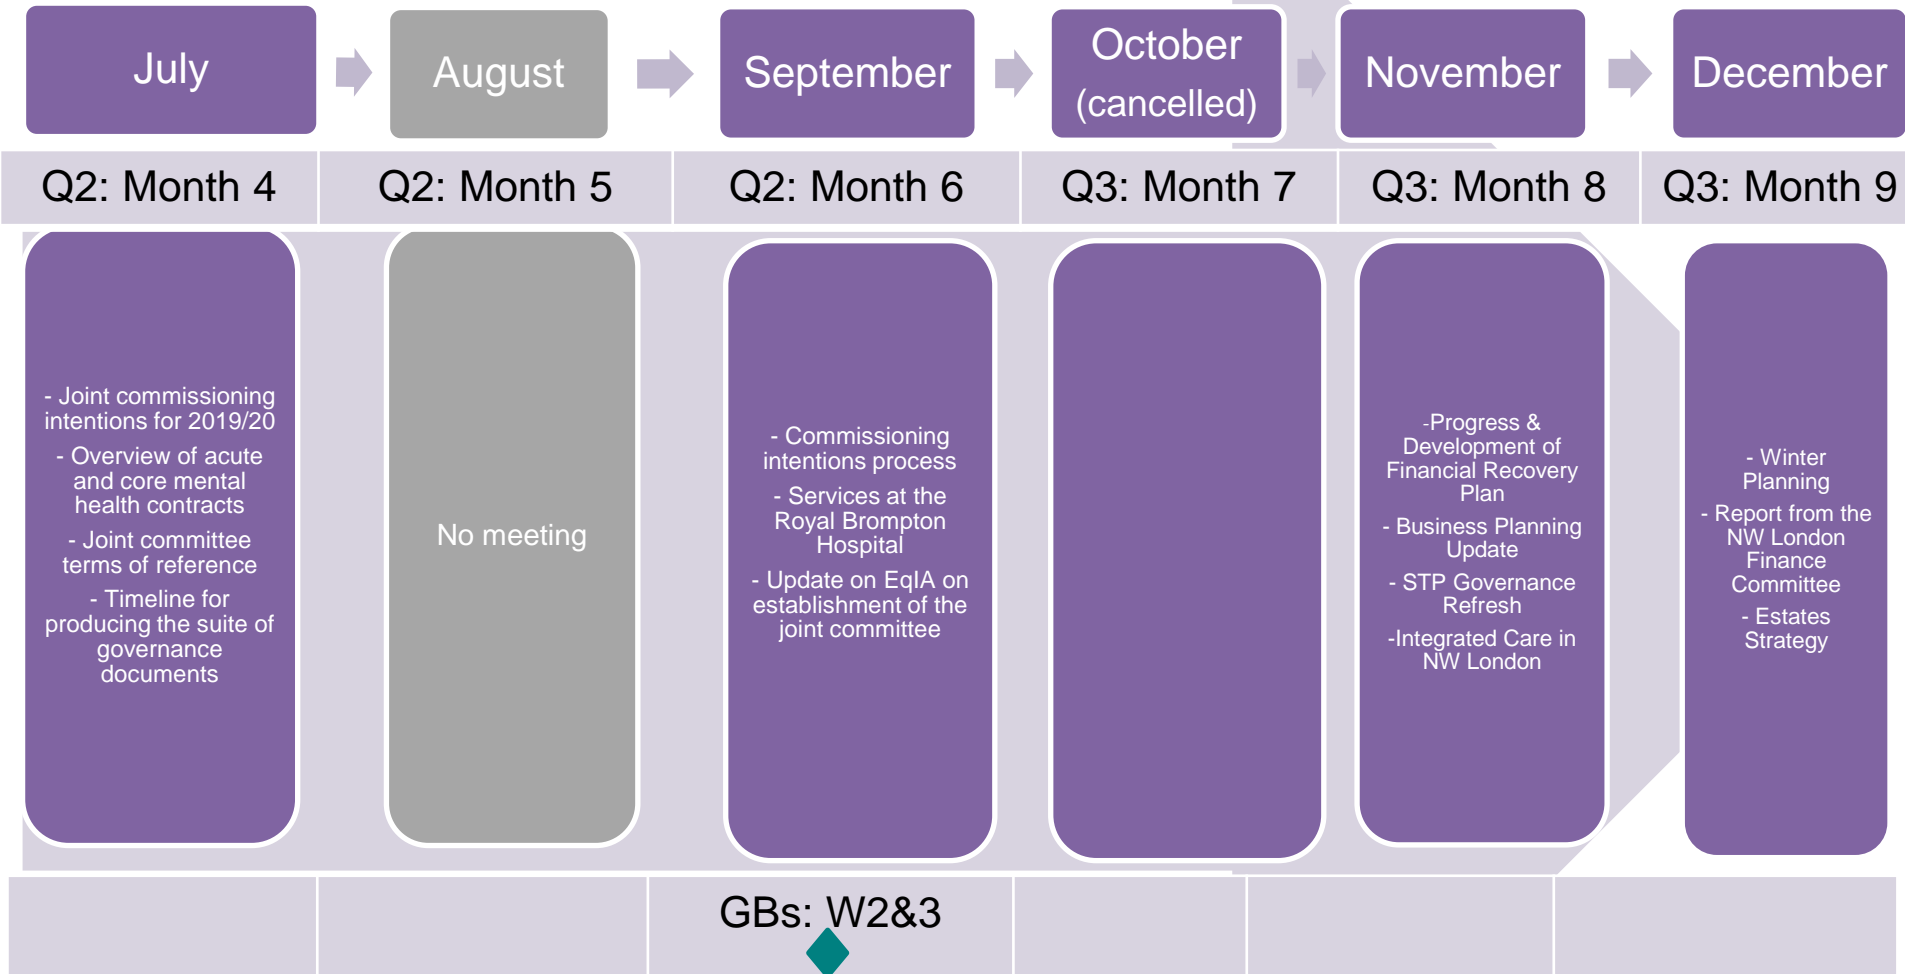 July
August
September
October
(cancelled)
November
December
Q2: Month 4
Q2: Month 5
Q2: Month 6
Q3: Month 7
Q3: Month 8
Q3: Month 9
- Joint commissioning
intentions for 2019/20
- Overview of acute
and core mental
health contracts
- Joint committee
terms of reference
- Timeline for
producing the suite of
governance
documents
No meeting
- Commissioning
intentions process
- Services at the
Royal Brompton
Hospital
- Update on EqIA on
establishment of the
joint committee
-Progress &
Development of
Financial Recovery
Plan
- Business Planning
Update
- STP Governance
Refresh
-Integrated Care in
NW London
- Winter
Planning
- Report from the
NW London
Finance
Committee
- Estates
Strategy
GBs: W2&3